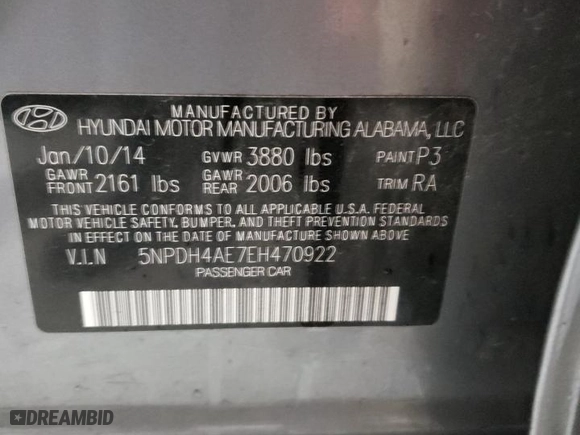 MANUFACTURED BY
HYUNDAI MOTOR MANUFACTURING ALABAMA, LLC
Jan/10/14 GVWR 3880 lbs PAINT P3
GAWR FRONT 2161 lbs GAWR REAR 2006 lbs TRIM RA
THIS VEHICLE CONFORMS TO ALL APPLICABLE U.S.A. FEDERAL
MOTOR VEHICLE SAFETY, BUMPER, AND THEFT PREVENTION STANDARDS
IN EFFECT ON THE DATE OF MANUFACTURE SHOWN ABOVE.
V.I.N 5NPDH4AE7EH470922
PASSENGER CAR
DREAMBID